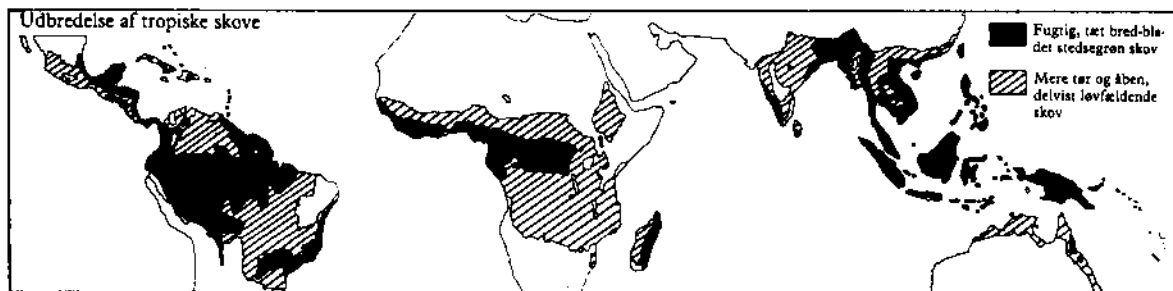 Udbredelse af tropiske skove
Fugtig, tæt bred-bla-
det stedsegrøn skov
Mere tør og åben,
delvist løvfældende
skov